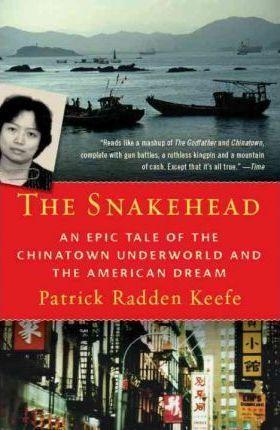 "Reads like a mashup of The Godfather and Chinatown,
complete with gun battles, a ruthless kingpin and a mountain
of cash. Except that it's all true." —Time
THE SNAKEHEAD
AN EPIC TALE OF THE
CHINATOWN UNDERWORLD AND
THE AMERICAN DREAM
Patrick Radden Keefe